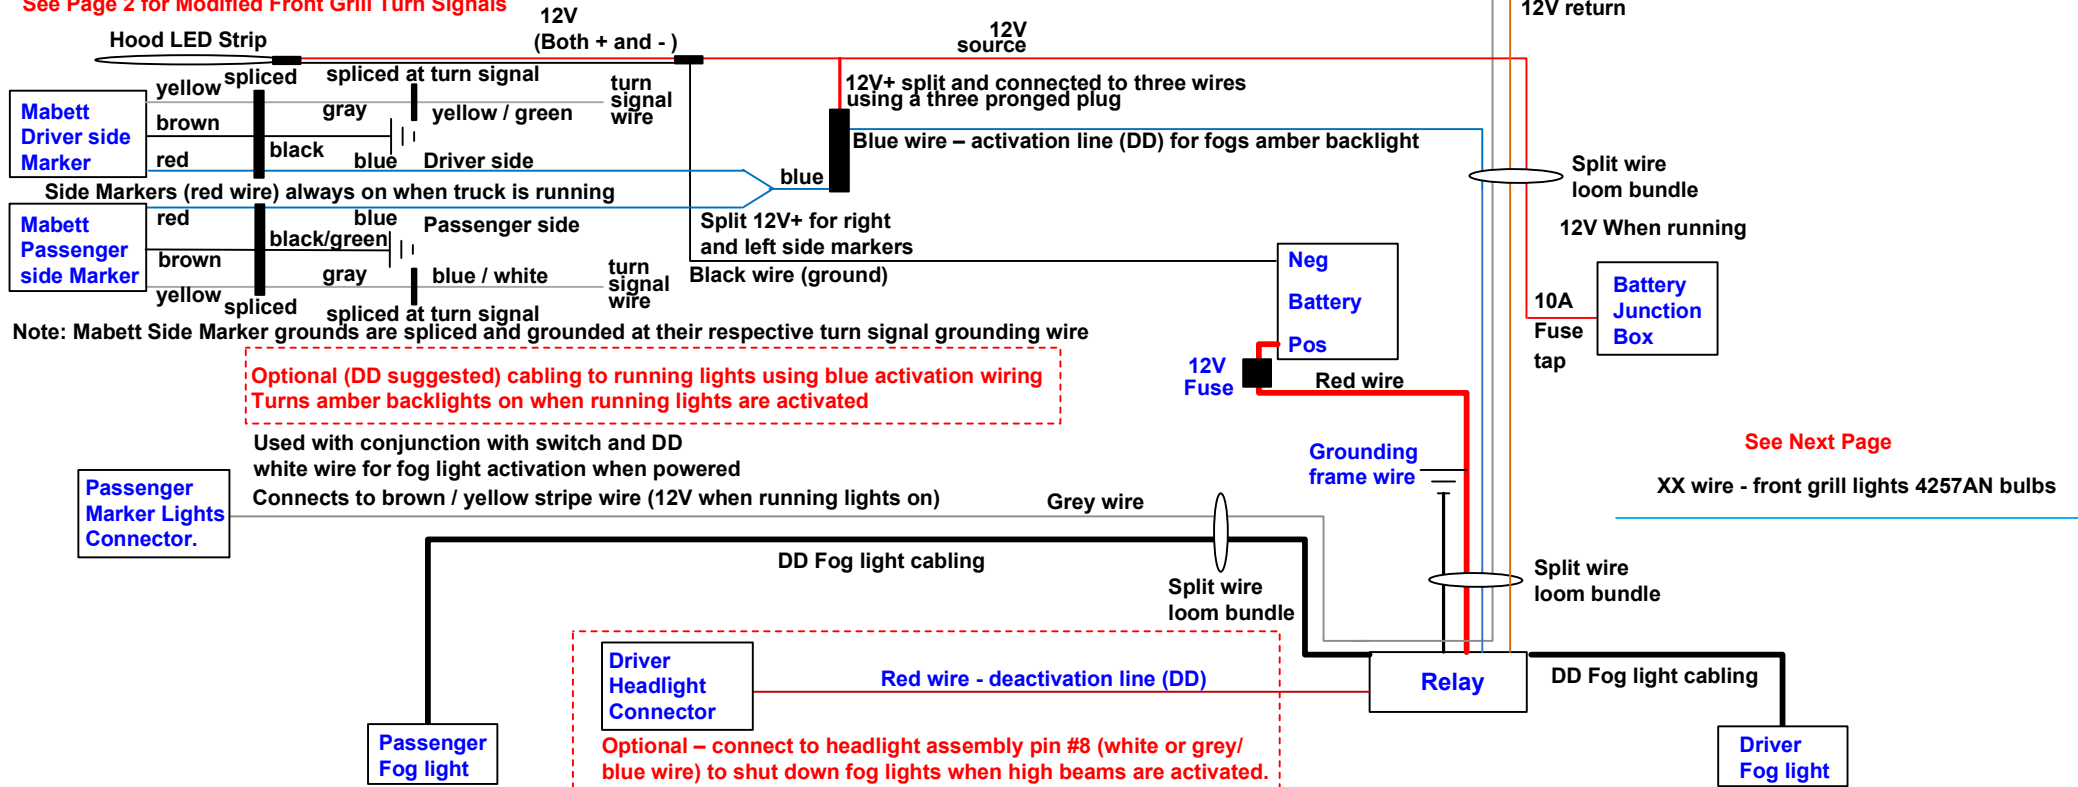 See Page 2 for Modified Front Grill Turn Signals
12V
(Both + and - )
12V
source
12V return
Hood LED Strip
spliced
spliced at turn signal
yellow
gray
yellow / green
turn
signal
wire
12V+ split and connected to three wires
using a three pronged plug
Mabett
Driver side
Marker
brown
black
red
blue
Driver side
Blue wire – activation line (DD) for fogs amber backlight
Split wire
loom bundle
blue
Side Markers (red wire) always on when truck is running
Mabett
Passenger
side Marker
red
blue
Passenger side
black/green
brown
gray
blue / white
turn
signal
wire
yellow
spliced
spliced at turn signal
Split 12V+ for right
and left side markers
Black wire (ground)
12V When running
Neg
Battery
Pos
10A
Fuse
tap
Battery
Junction
Box
Note: Mabett Side Marker grounds are spliced and grounded at their respective turn signal grounding wire
12V
Fuse
Red wire
Optional (DD suggested) cabling to running lights using blue activation wiring
Turns amber backlights on when running lights are activated
Used with conjunction with switch and DD
white wire for fog light activation when powered
Connects to brown / yellow stripe wire (12V when running lights on)
Passenger
Marker Lights
Connector.
Grey wire
Grounding
frame wire
See Next Page
XX wire - front grill lights 4257AN bulbs
DD Fog light cabling
Split wire
loom bundle
Split wire
loom bundle
Driver
Headlight
Connector
Red wire - deactivation line (DD)
Relay
DD Fog light cabling
Passenger
Fog light
Optional – connect to headlight assembly pin #8 (white or grey/
blue wire) to shut down fog lights when high beams are activated.
Driver
Fog light